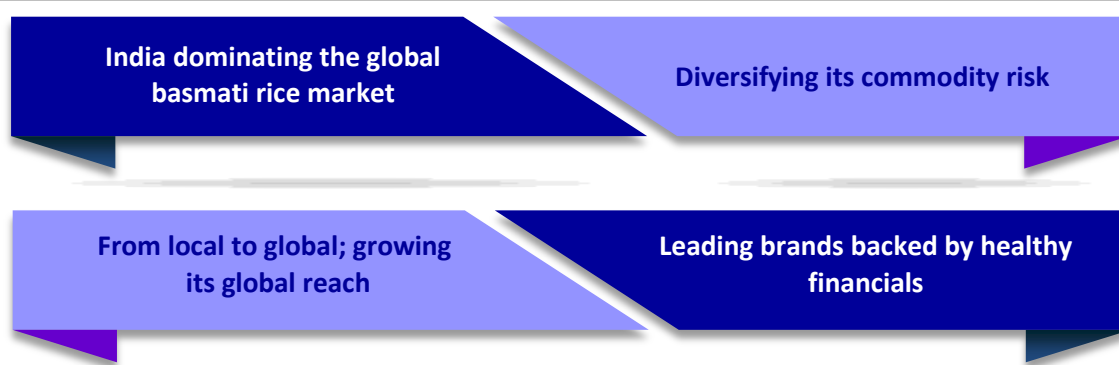 India dominating the global
basmati rice market
Diversifying its commodity risk
From local to global; growing
its global reach
Leading brands backed by healthy
financials